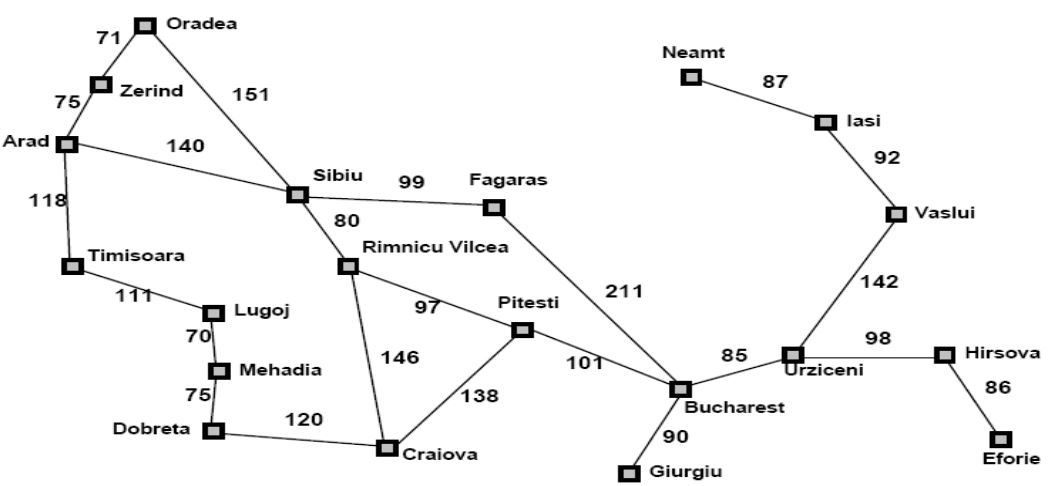 Oradea
71
Neamt
87
Zerind
151
75
Iasi
Arad
140
92
Sibiu
99
Fagaras
118
80
Vaslui
Rimnicu Vilcea
Timisoara
142
111
97
Pitesti
211
Lugoj
70
98
146
101
85
Hirsova
Urziceni
Mehadia
75
138
86
Bucharest
120
Dobreta
90
Craiova
Eforie
Giurgiu